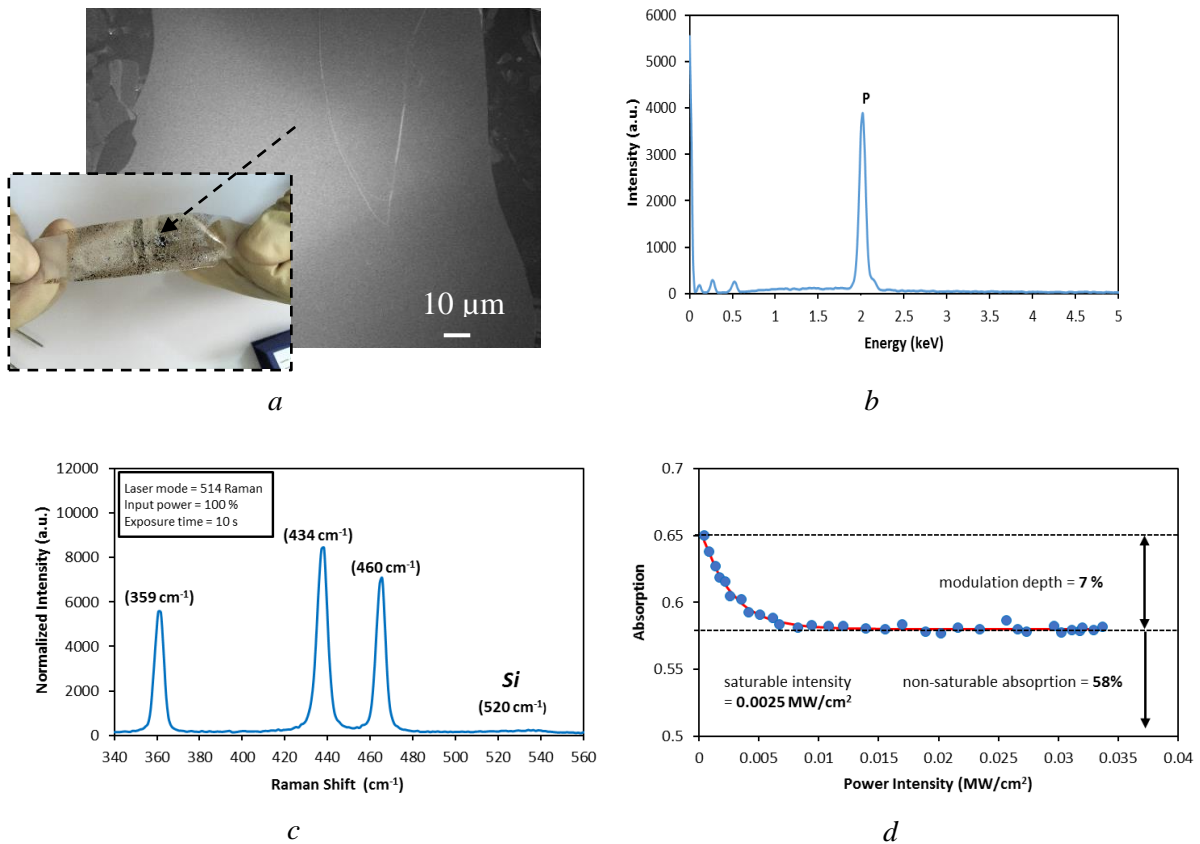 10 µm
a
6000
5000
4000
3000
2000
1000
0
Intensity (a.u.)
P
0 0.5 1 1.5 2 2.5 3 3.5 4 4.5 5
Energy (keV)
b
12000
10000
8000
6000
4000
2000
0
Normalized Intensity (a.u.)
Laser mode = 514 Raman
Input power = 100 %
Exposure time = 10 s
(359 cm⁻¹)
(434 cm⁻¹)
(460 cm⁻¹)
Si
(520 cm⁻¹)
340 360 380 400 420 440 460 480 500 520 540 560
Raman Shift (cm⁻¹)
c
0.7
0.65
0.6
0.55
0.5
Absorption
modulation depth = 7 %
saturable intensity
= 0.0025 MW/cm²
non-saturable absoprtion = 58%
0 0.005 0.01 0.015 0.02 0.025 0.03 0.035 0.04
Power Intensity (MW/cm²)
d